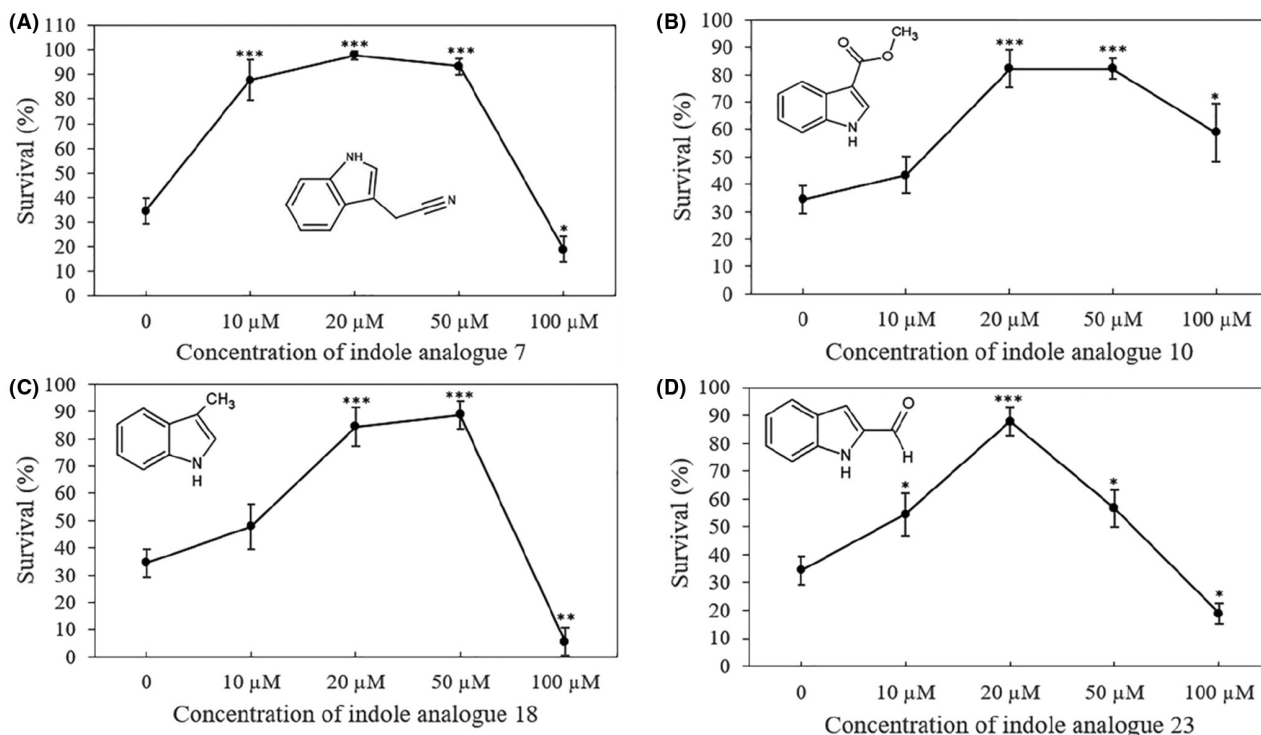 (A)
Survival (%)
110
100
90
80
70
60
50
40
30
20
10
0
***
***
***
*
NH
N
0 10 µM 20 µM 50 µM 100 µM
Concentration of indole analogue 7
(B)
Survival (%)
100
90
80
70
60
50
40
30
20
10
0
O
CH3
O
N
H
***
***
*
0 10 µM 20 µM 50 µM 100 µM
Concentration of indole analogue 10
(C)
Survival (%)
100
90
80
70
60
50
40
30
20
10
0
CH3
N
H
***
***
**
0 10 µM 20 µM 50 µM 100 µM
Concentration of indole analogue 18
(D)
Survival (%)
100
90
80
70
60
50
40
30
20
10
0
O
N
H
H
*
***
*
*
0 10 µM 20 µM 50 µM 100 µM
Concentration of indole analogue 23